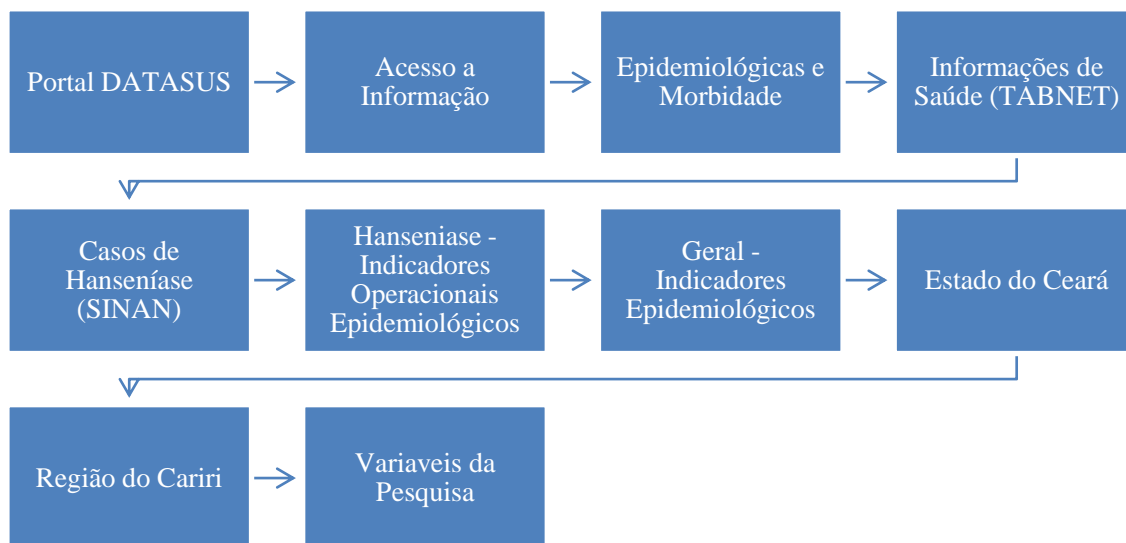 Portal DATASUS
Acesso a
Informação
Epidemiológicas e
Morbidade
Informações de
Saúde (TABNET)
Casos de
Hanseníase
(SINAN)
Hanseniase -
Indicadores
Operacionais
Epidemiológicos
Geral -
Indicadores
Epidemiológicos
Estado do Ceará
Região do Cariri
Variaveis da
Pesquisa